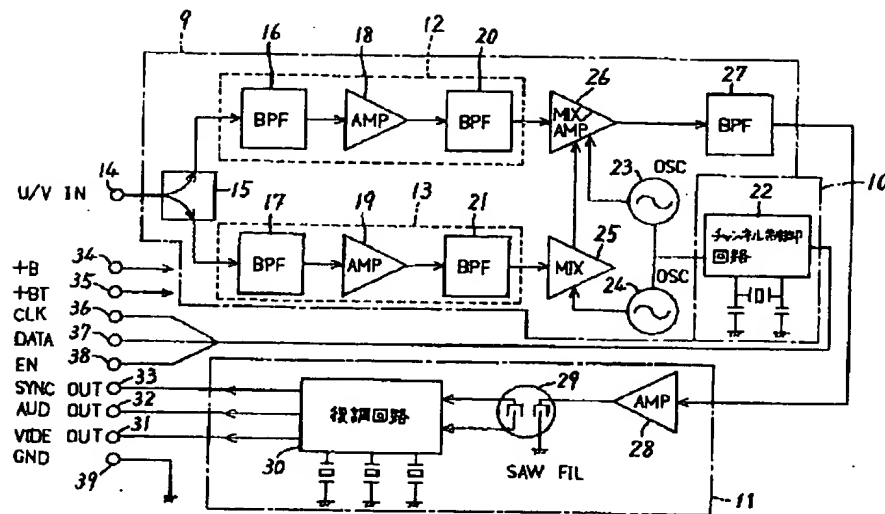 9
16
18
12
20
26
27
BPF
AMP
BPF
MIX/
AMP
BPF
U/V IN
14
15
23
OSC
10
17
19
13
21
25
22
BPF
AMP
BPF
MIX
OSC
24
チャンネル制御
回路
+B
34
+BT
35
CLK
36
DATA
37
EN
38
SYNC OUT
33
AUD OUT
32
VIDE OUT
31
GND
39
復調回路
30
29
SAW FIL
AMP
28
11